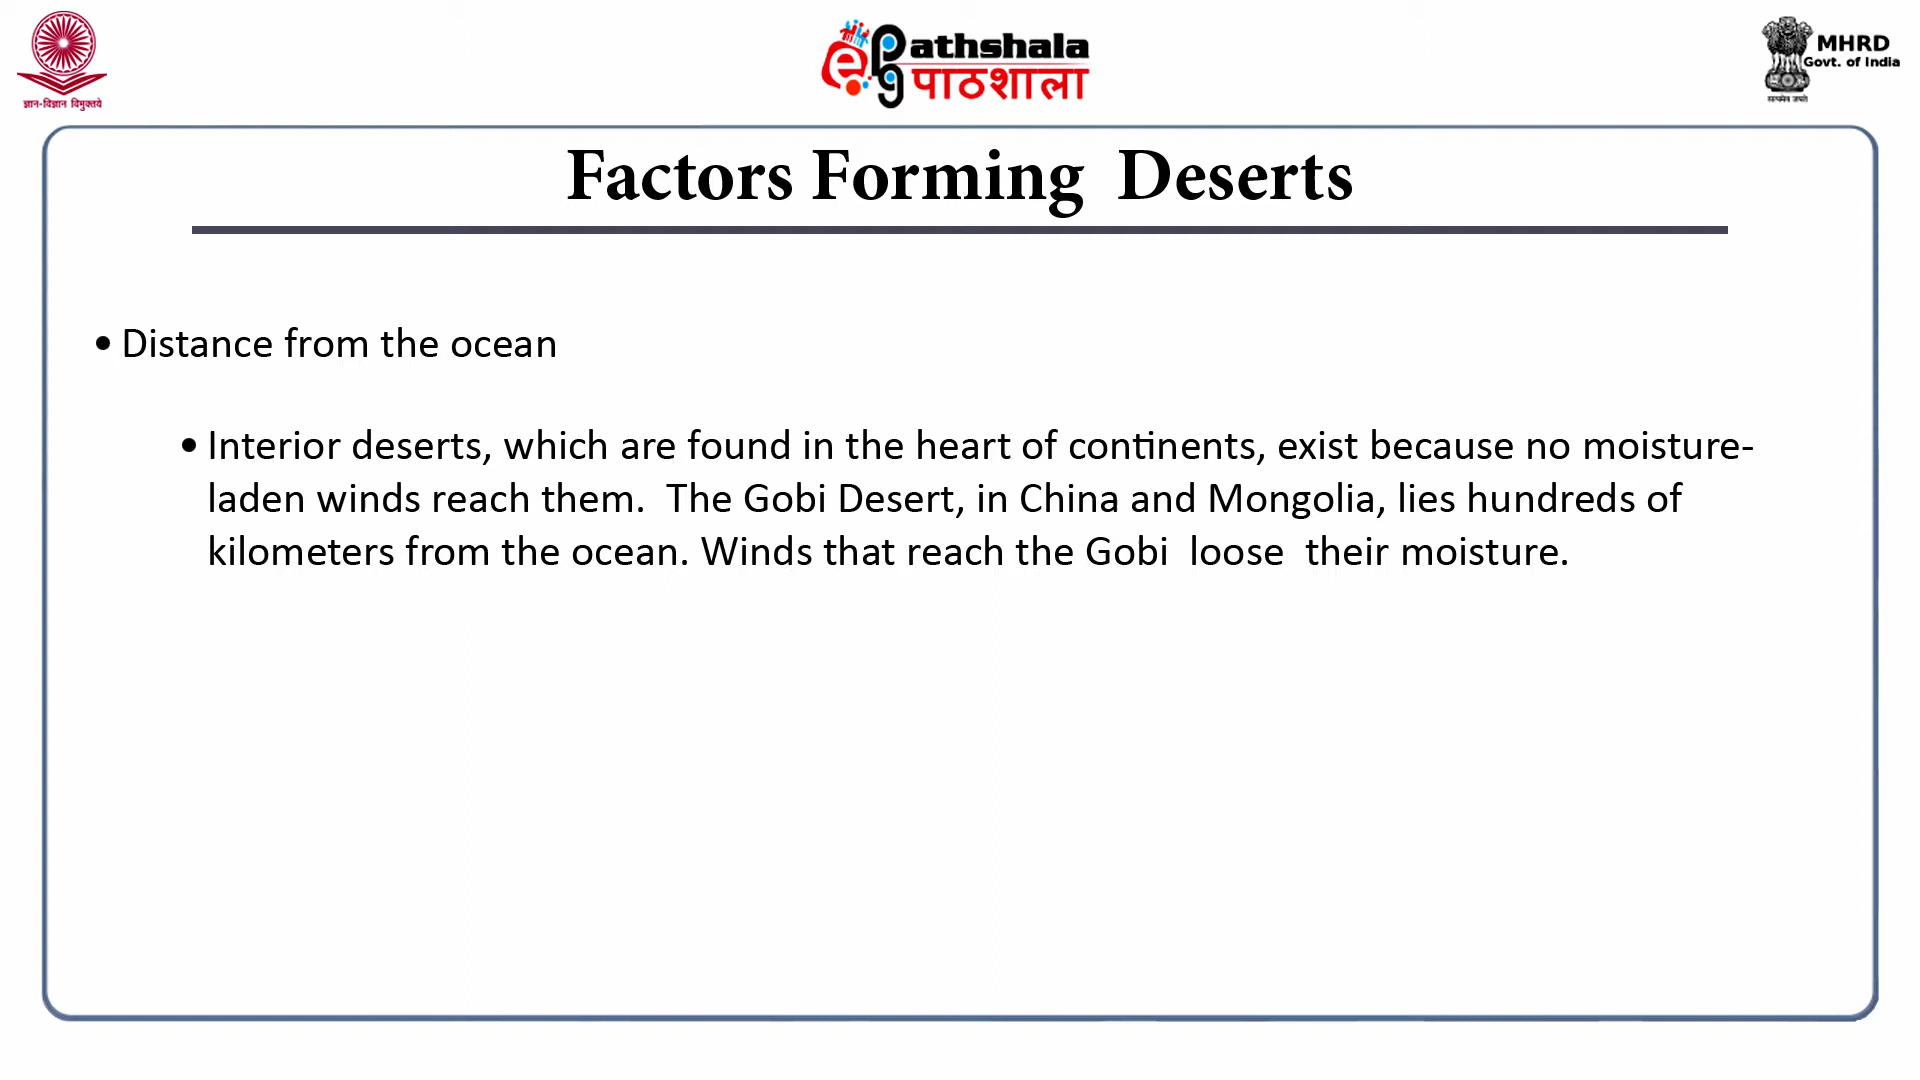 ज्ञान-विज्ञान विमुक्तये
ePathshala
पाठशाला
MHRD
Govt. of India
सत्यमेव जयते
Factors Forming  Deserts
• Distance from the ocean
• Interior deserts, which are found in the heart of continents, exist because no moisture-
laden winds reach them.  The Gobi Desert, in China and Mongolia, lies hundreds of
kilometers from the ocean. Winds that reach the Gobi  loose  their moisture.